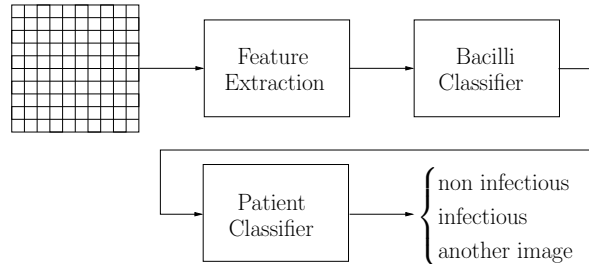 Feature
Extraction
Bacilli
Classifier
Patient
Classifier
non infectious
infectious
another image